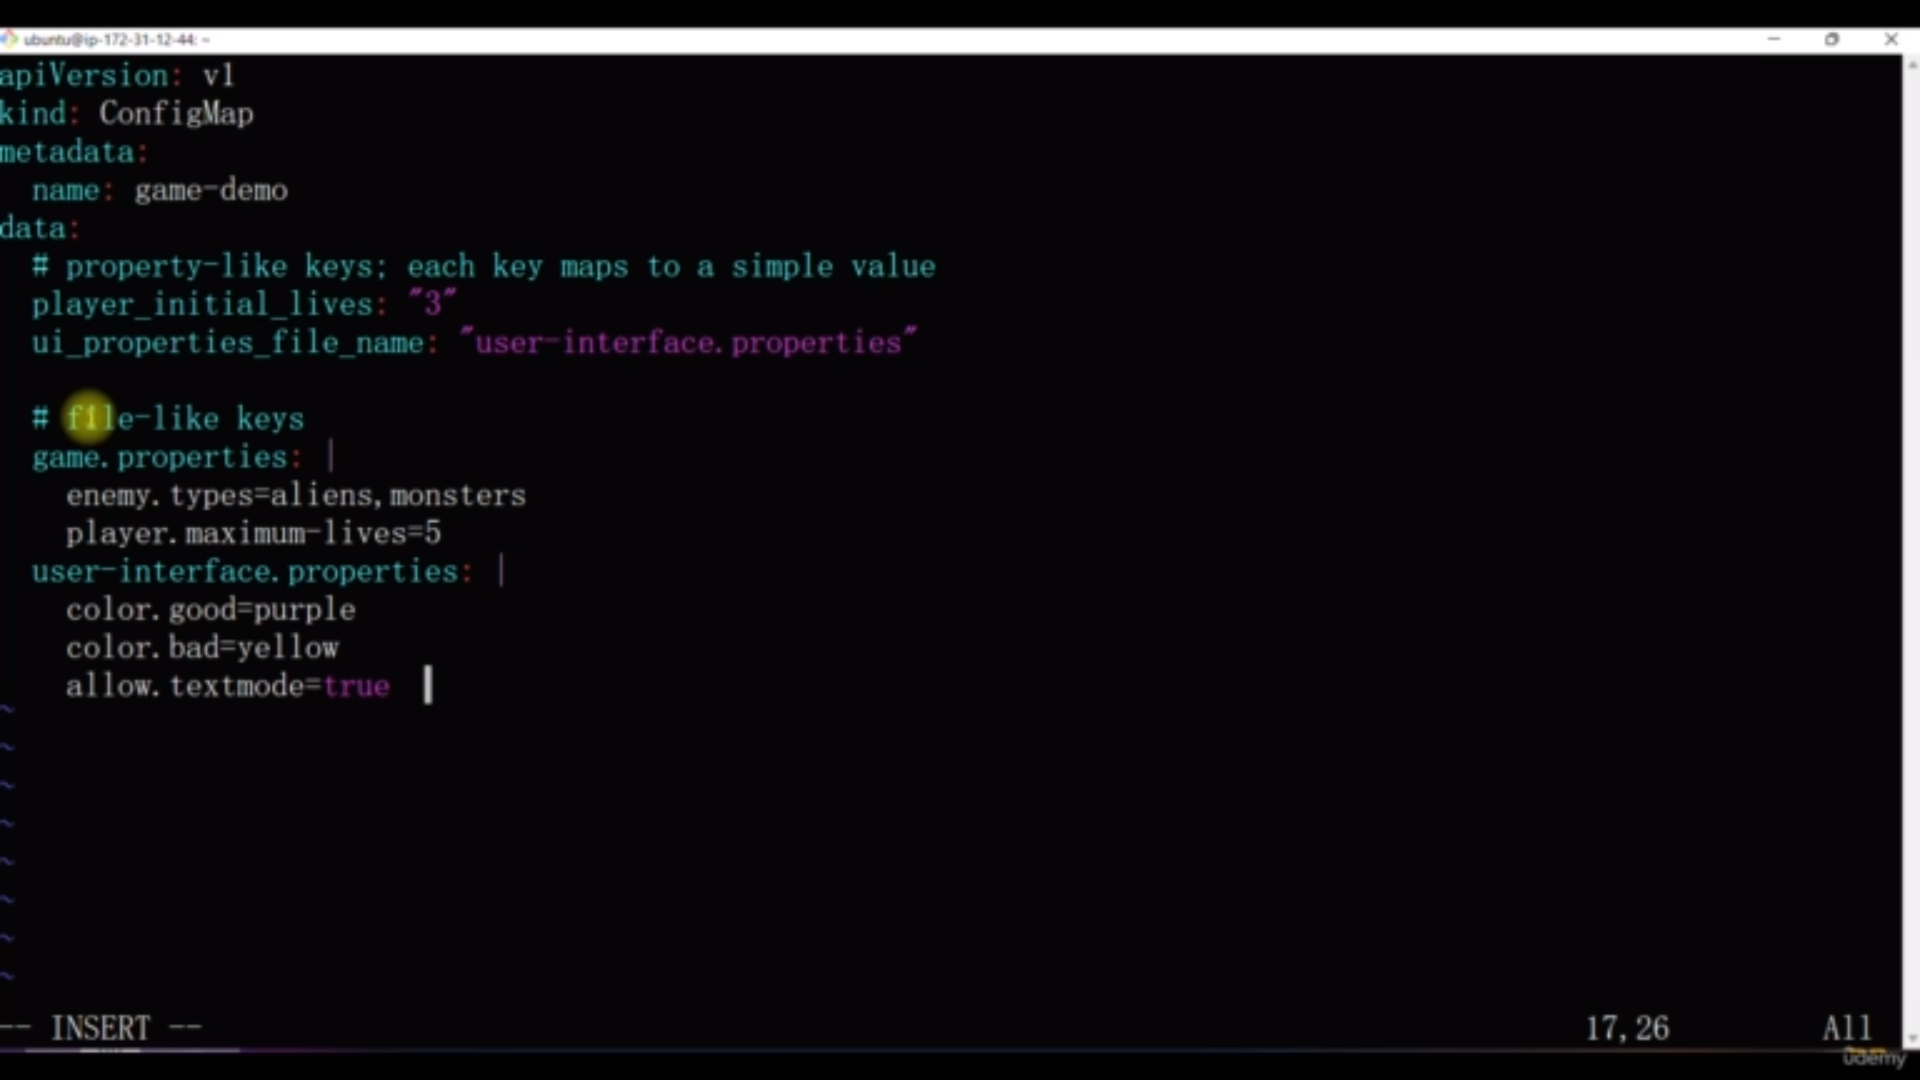 ubuntu@ip-172-31-12-44: ~
apiVersion: v1
kind: ConfigMap
metadata:
  name: game-demo
data:
  # property-like keys; each key maps to a simple value
  player_initial_lives: "3"
  ui_properties_file_name: "user-interface.properties"
  # file-like keys
  game.properties: |
    enemy.types=aliens,monsters
    player.maximum-lives=5
  user-interface.properties: |
    color.good=purple
    color.bad=yellow
    allow.textmode=true
~
~
~
~
~
~
~
~
-- INSERT -- 17,26 All
ûdemy